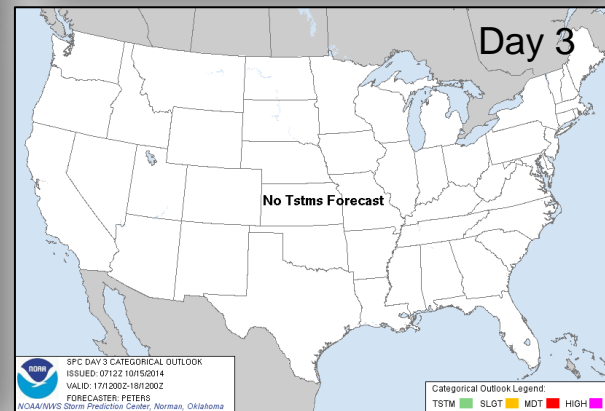 Day 3
No Tstms Forecast
NOAA
SPC DAY 3 CATEGORICAL OUTLOOK
ISSUED: 0712Z 10/15/2014
VALID: 17/1200Z-18/1200Z
FORECASTER: PETERS
NOAA/NWS Storm Prediction Center, Norman, Oklahoma
Categorical Outlook Legend:
TSTM SLGT MDT HIGH